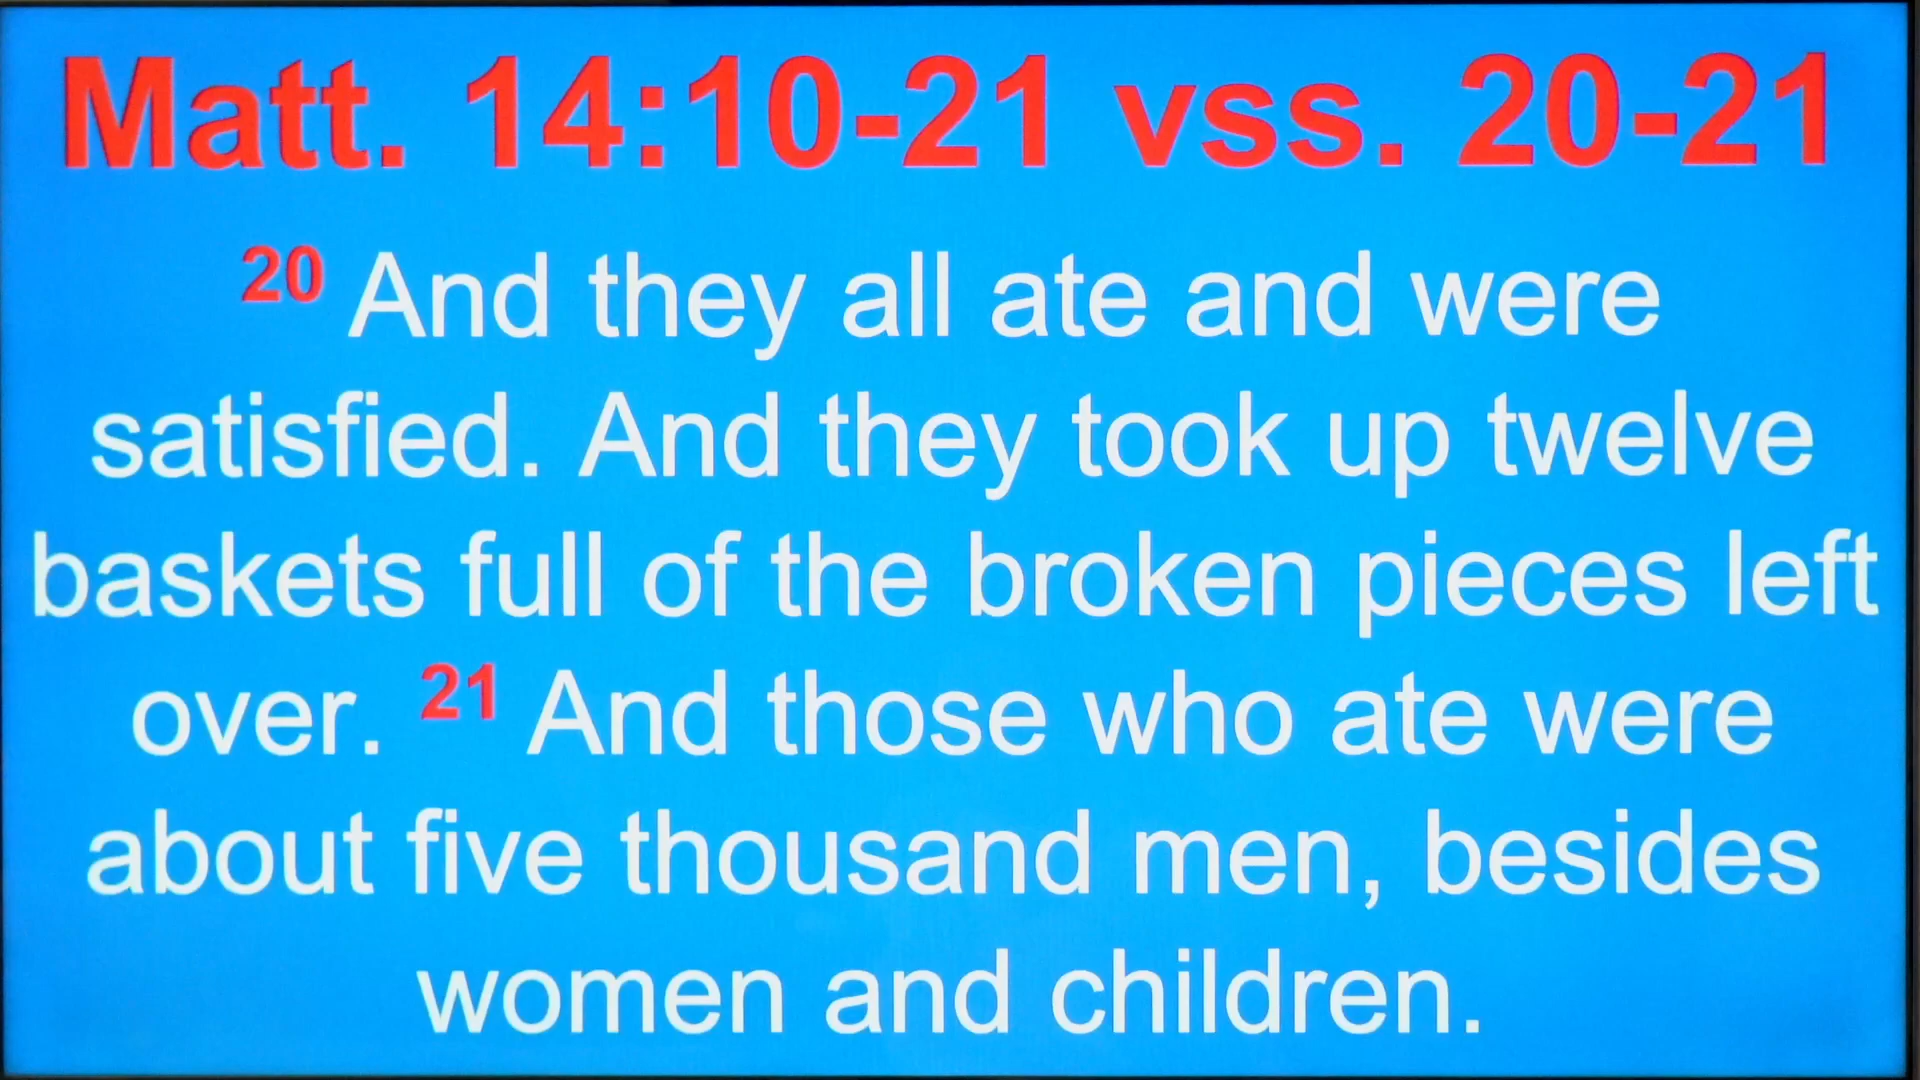 Matt. 14:10-21 vss. 20-21
20 And they all ate and were
satisfied. And they took up twelve
baskets full of the broken pieces left
over. 21 And those who ate were
about five thousand men, besides
women and children.